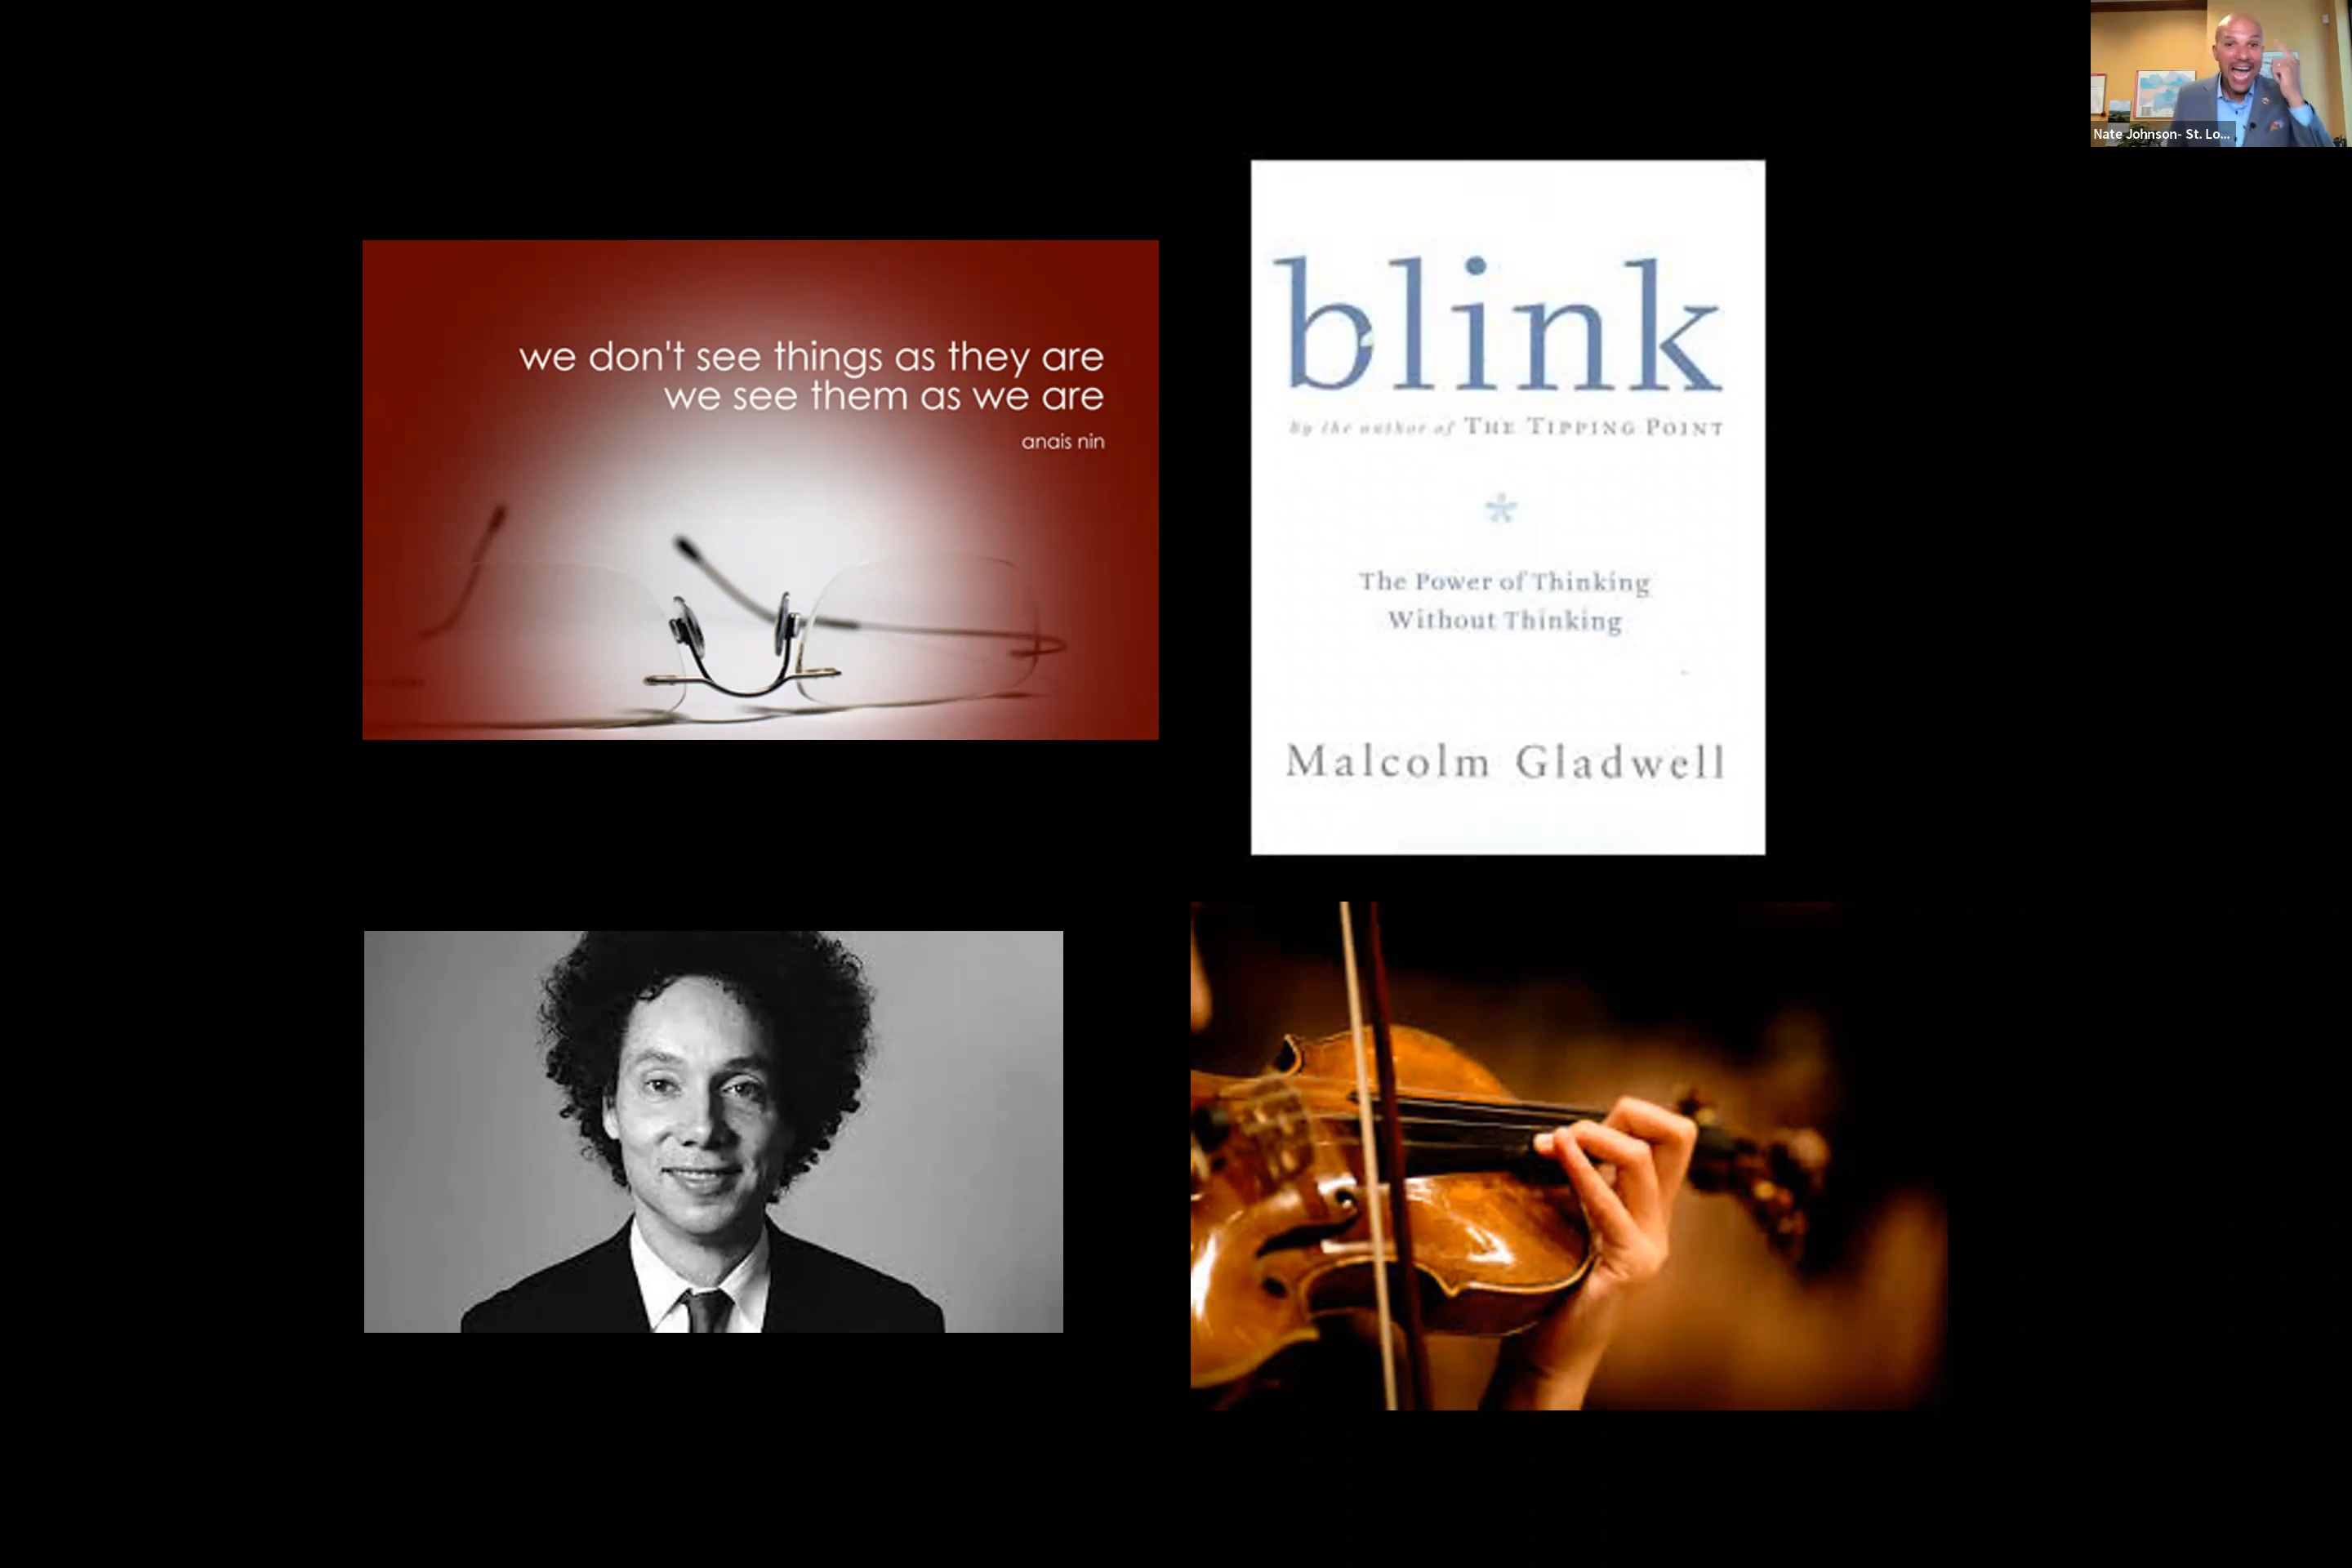 Nate Johnson- St. Lo...
we don't see things as they are
we see them as we are
anais nin
blink
by the author of THE TIPPING POINT
*
The Power of Thinking
Without Thinking
Malcolm Gladwell